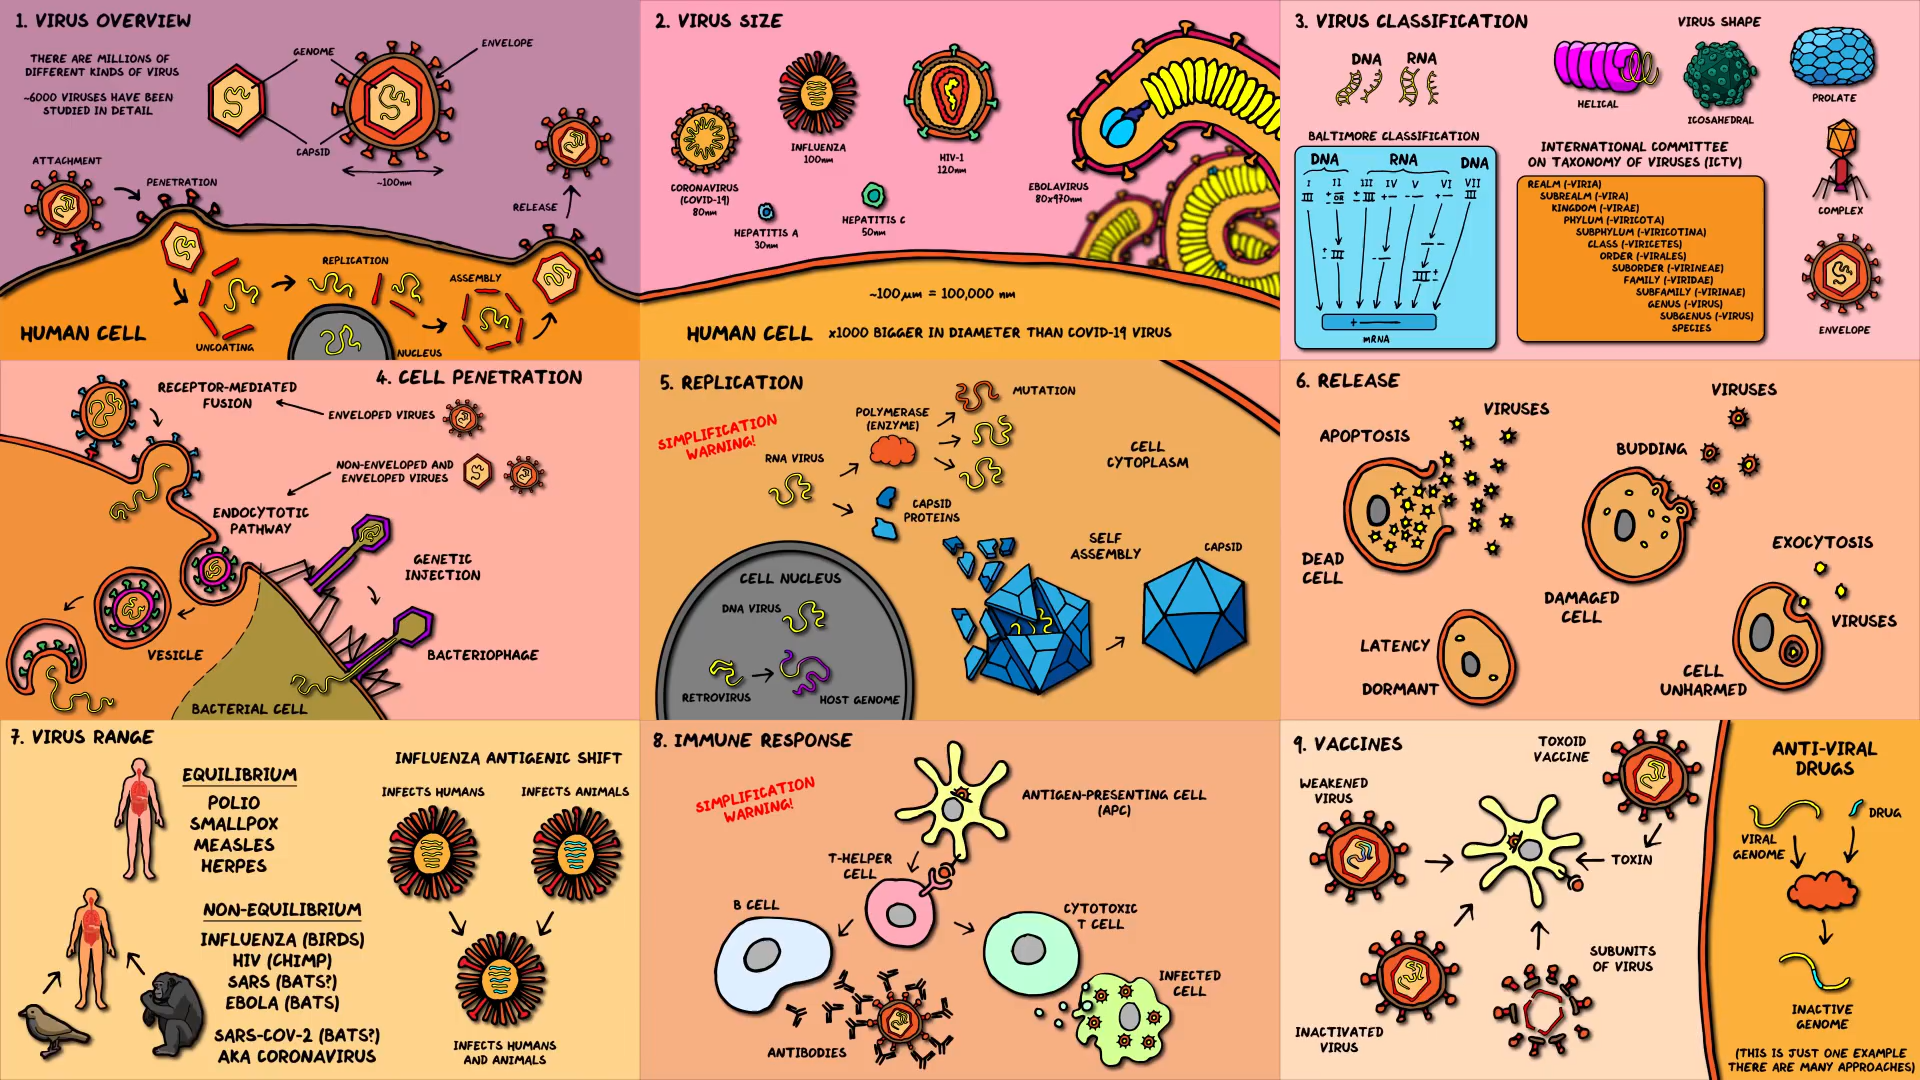 1. VIRUS OVERVIEW
THERE ARE MILLIONS OF
DIFFERENT KINDS OF VIRUS
~6000 VIRUSES HAVE BEEN
STUDIED IN DETAIL
GENOME
ENVELOPE
CAPSID
~100nm
ATTACHMENT
PENETRATION
RELEASE
REPLICATION
ASSEMBLY
HUMAN CELL
UNCOATING
NUCLEUS
2. VIRUS SIZE
INFLUENZA
100nm
HIV-1
120nm
CORONAVIRUS
(COVID-19)
80nm
EBOLAVIRUS
80x970nm
HEPATITIS A
30nm
HEPATITIS C
50nm
~100μm = 100,000 nm
HUMAN CELL x1000 BIGGER IN DIAMETER THAN COVID-19 VIRUS
3. VIRUS CLASSIFICATION
DNA RNA
VIRUS SHAPE
HELICAL
ICOSAHEDRAL
PROLATE
COMPLEX
ENVELOPE
BALTIMORE CLASSIFICATION
DNA RNA DNA
I II III IV V VI VII
+ OR -
mRNA
INTERNATIONAL COMMITTEE
ON TAXONOMY OF VIRUSES (ICTV)
REALM (-VIRIA)
SUBREALM (-VIRA)
KINGDOM (-VIRAE)
PHYLUM (-VIRICOTA)
SUBPHYLUM (-VIRICOTINA)
CLASS (-VIRICETES)
ORDER (-VIRALES)
SUBORDER (-VIRINEAE)
FAMILY (-VIRIDAE)
SUBFAMILY (-VIRINAE)
GENUS (-VIRUS)
SUBGENUS (-VIRUS)
SPECIES
4. CELL PENETRATION
RECEPTOR-MEDIATED
FUSION
ENVELOPED VIRUES
NON-ENVELOPED AND
ENVELOPED VIRUES
ENDOCYTOTIC
PATHWAY
GENETIC
INJECTION
VESICLE
BACTERIOPHAGE
BACTERIAL CELL
5. REPLICATION
SIMPLIFICATION
WARNING!
POLYMERASE
(ENZYME)
MUTATION
RNA VIRUS
CELL
CYTOPLASM
CAPSID
PROTEINS
SELF
ASSEMBLY
CAPSID
CELL NUCLEUS
DNA VIRUS
RETROVIRUS
HOST GENOME
6. RELEASE
APOPTOSIS
VIRUSES
DEAD
CELL
BUDDING
VIRUSES
DAMAGED
CELL
EXOCYTOSIS
VIRUSES
CELL
UNHARMED
LATENCY
DORMANT
7. VIRUS RANGE
EQUILIBRIUM
POLIO
SMALLPOX
MEASLES
HERPES
NON-EQUILIBRIUM
INFLUENZA (BIRDS)
HIV (CHIMP)
SARS (BATS?)
EBOLA (BATS)
SARS-COV-2 (BATS?)
AKA CORONAVIRUS
INFLUENZA ANTIGENIC SHIFT
INFECTS HUMANS
INFECTS ANIMALS
INFECTS HUMANS
AND ANIMALS
8. IMMUNE RESPONSE
SIMPLIFICATION
WARNING!
ANTIGEN-PRESENTING CELL
(APC)
T-HELPER
CELL
B CELL
CYTOTOXIC
T CELL
INFECTED
CELL
ANTIBODIES
9. VACCINES
WEAKENED
VIRUS
TOXOID
VACCINE
TOXIN
SUBUNITS
OF VIRUS
INACTIVATED
VIRUS
ANTI-VIRAL
DRUGS
VIRAL
GENOME
DRUG
INACTIVE
GENOME
(THIS IS JUST ONE EXAMPLE
THERE ARE MANY APPROACHES)